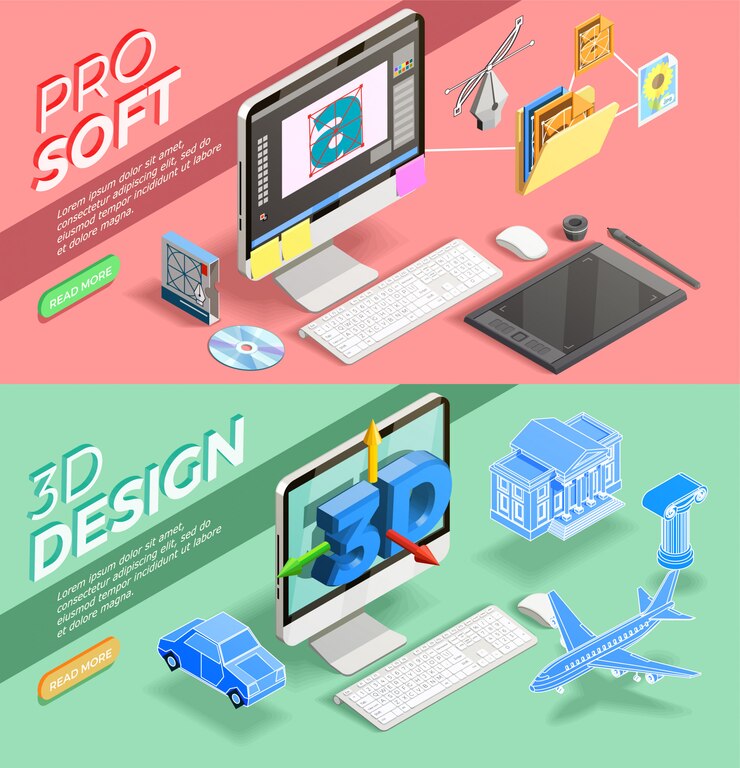 PRO
SOFT
Lorem ipsum dolor sit amet,
consectetur adipiscing elit, sed do
eiusmod tempor incididunt ut labore
et dolore magna.
READ MORE
a
3D
DESIGN
Lorem ipsum dolor sit amet,
consectetur adipiscing elit, sed do
eiusmod tempor incididunt ut labore
et dolore magna.
READ MORE
3D